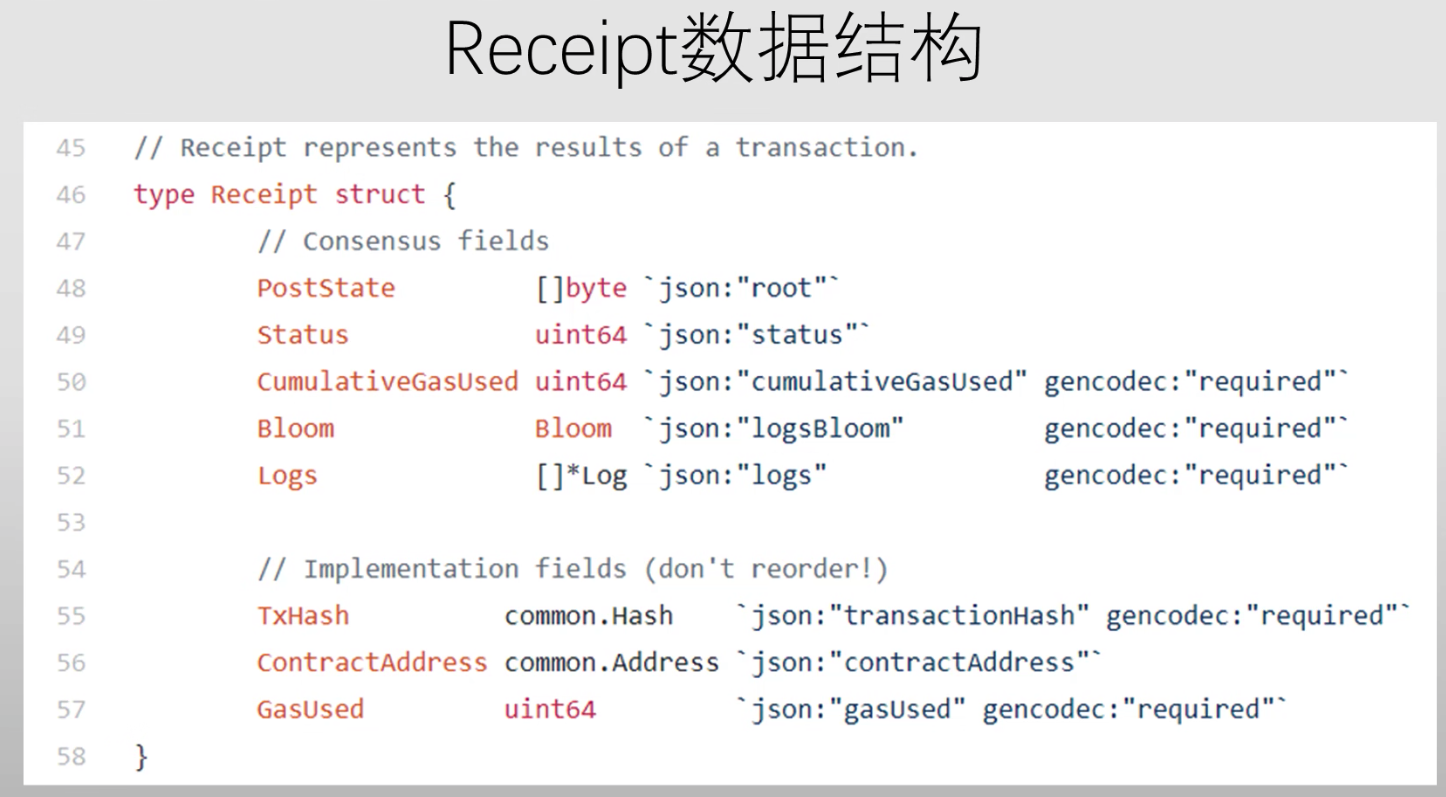 Receipt数据结构
45 // Receipt represents the results of a transaction.
46 type Receipt struct {
47 // Consensus fields
48 PostState []byte `json:"root"`
49 Status uint64 `json:"status"`
50 CumulativeGasUsed uint64 `json:"cumulativeGasUsed" gencodec:"required"`
51 Bloom Bloom `json:"logsBloom" gencodec:"required"`
52 Logs []*Log `json:"logs" gencodec:"required"`
53
54 // Implementation fields (don't reorder!)
55 TxHash common.Hash `json:"transactionHash" gencodec:"required"`
56 ContractAddress common.Address `json:"contractAddress"`
57 GasUsed uint64 `json:"gasUsed" gencodec:"required"`
58 }